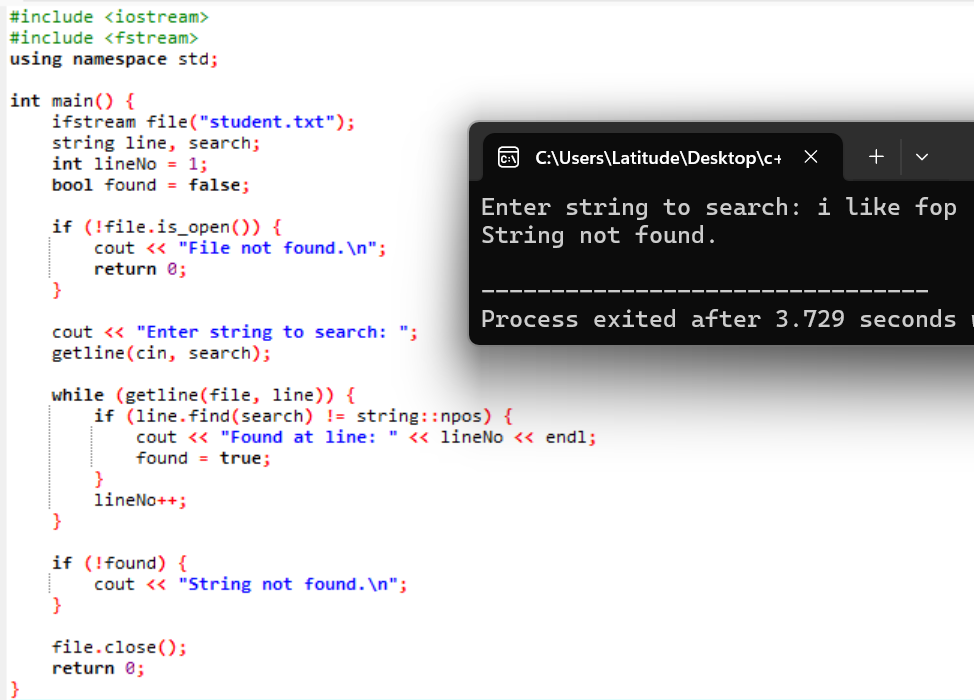 #include <iostream>
#include <fstream>
using namespace std;
int main() {
ifstream file("student.txt");
string line, search;
int lineNo = 1;
bool found = false;
if (!file.is_open()) {
cout << "File not found.\n";
return 0;
}
cout << "Enter string to search: ";
getline(cin, search);
while (getline(file, line)) {
if (line.find(search) != string::npos) {
cout << "Found at line: " << lineNo << endl;
found = true;
}
lineNo++;
}
if (!found) {
cout << "String not found.\n";
}
file.close();
return 0;
}
C:\Users\Latitude\Desktop\c+
Enter string to search: i like fop
String not found.
--------------------------------
Process exited after 3.729 seconds